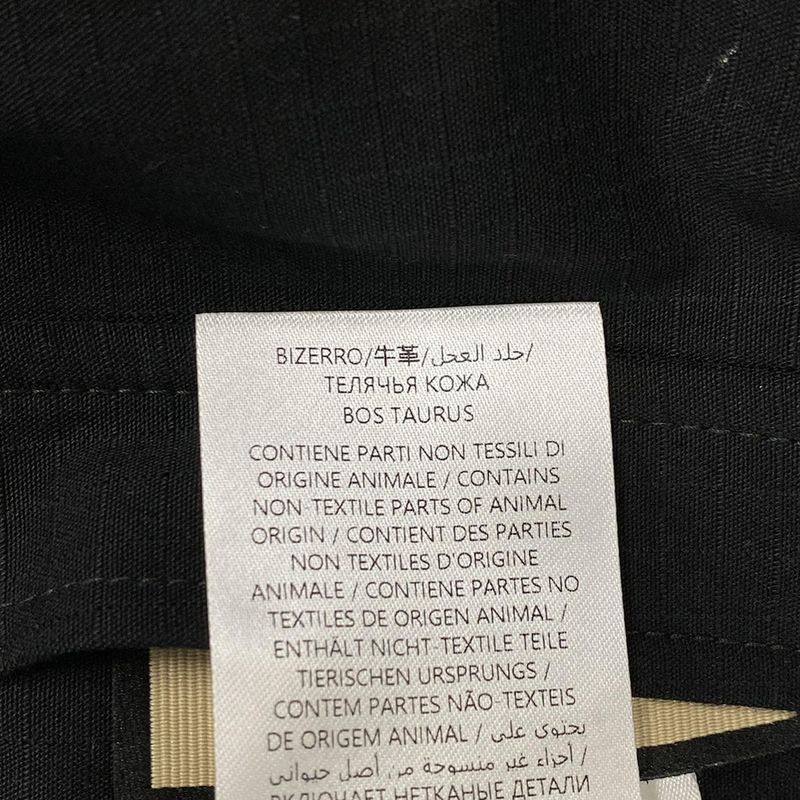 BIZERRO/牛革/جلد العجل/
ТЕЛЯЧЬЯ КОЖА
BOS TAURUS
CONTIENE PARTI NON TESSILI DI
ORIGINE ANIMALE / CONTAINS
NON-TEXTILE PARTS OF ANIMAL
ORIGIN / CONTIENT DES PARTIES
NON TEXTILES D'ORIGINE
ANIMALE / CONTIENE PARTES NO
TEXTILES DE ORIGEN ANIMAL /
ENTHÄLT NICHT-TEXTILE TEILE
TIERISCHEN URSPRUNGS /
CONTEM PARTES NÃO-TEXTEIS
DE ORIGEM ANIMAL / يحتوي على
أجزاء غير منسوجة من أصل حيواني /
ВКЛЮЧАЕТ НЕТКАНЫЕ ДЕТАЛИ